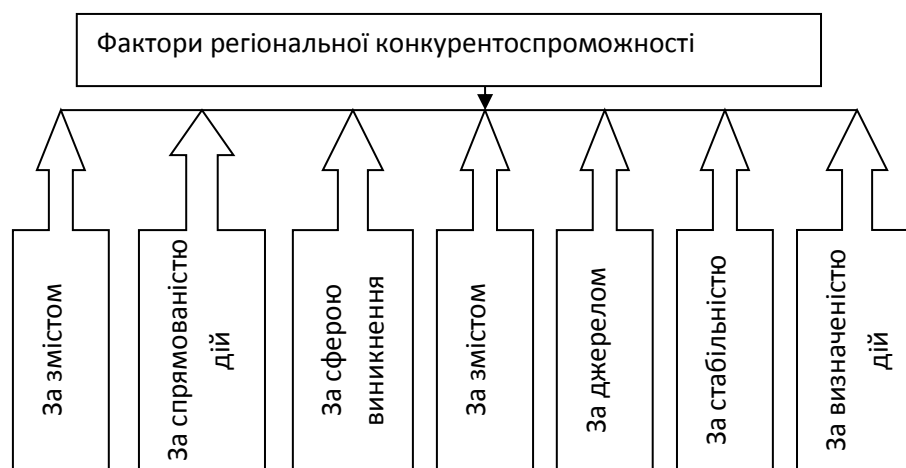 Фактори регіональної конкурентоспроможності
За змістом
За спрямованістю
дій
За сферою
виникнення
За змістом
За джерелом
За стабільністю
За визначеністю
дій